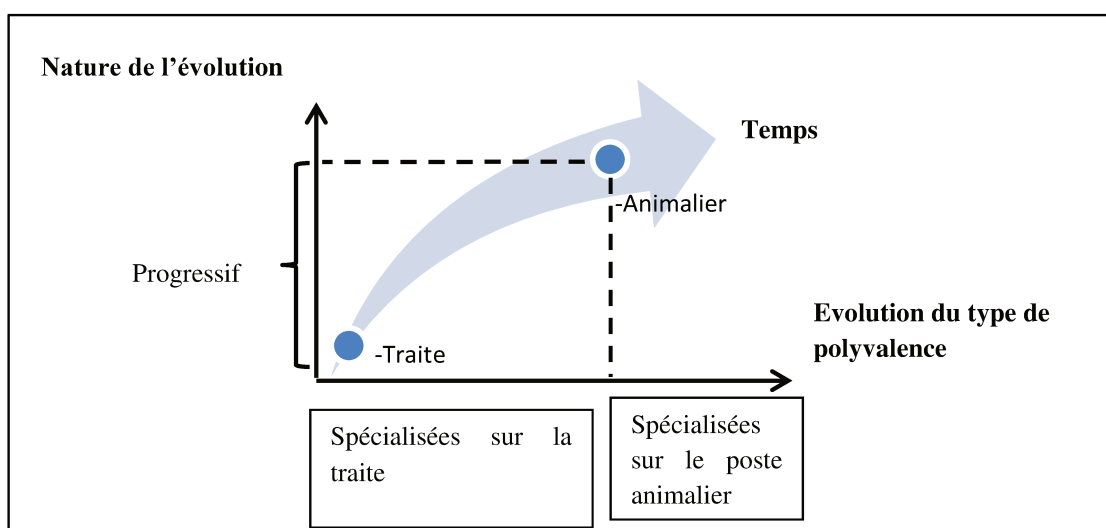 Nature de l'évolution
Temps
-Animalier
Progressif
-Traite
Evolution du type de
polyvalence
Spécialisées sur la
traite
Spécialisées
sur le poste
animalier